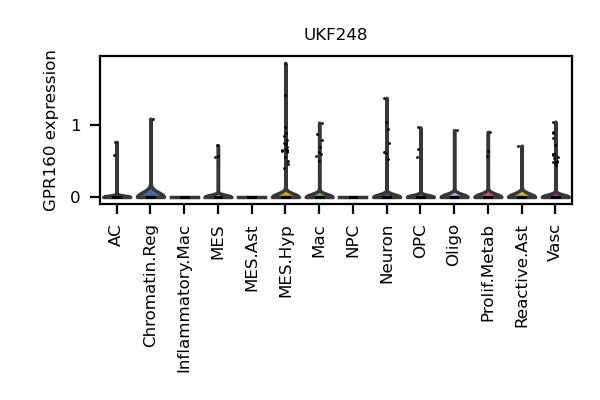 UKF248
GPR160 expression
1
0
AC
Chromatin.Reg
Inflammatory.Mac
MES
MES.Ast
MES.Hyp
Mac
NPC
Neuron
OPC
Oligo
Prolif.Metab
Reactive.Ast
Vasc